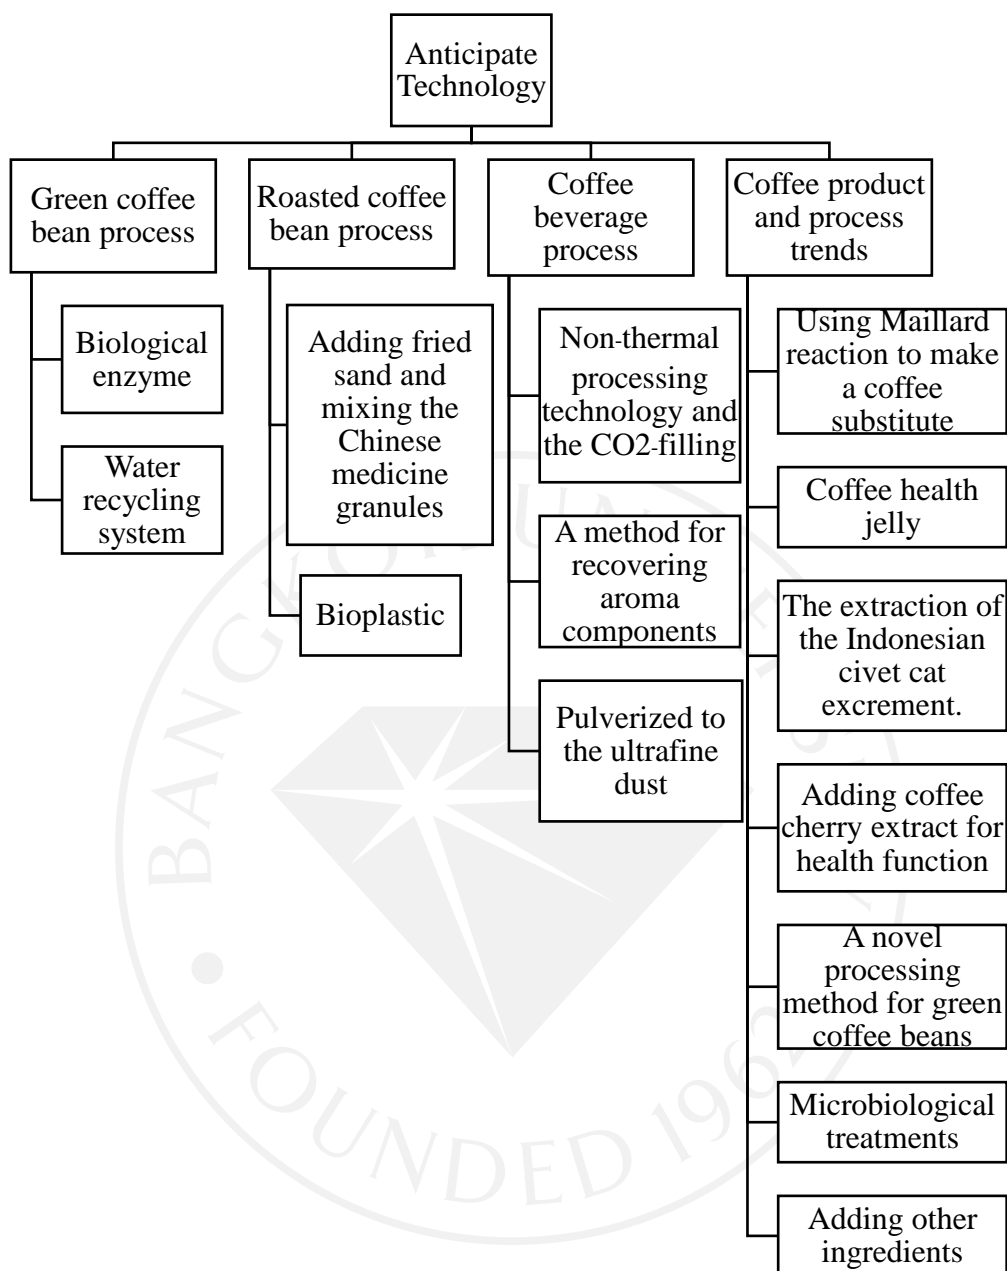 Anticipate
Technology
Green coffee
bean process
Biological
enzyme
Water
recycling
system
Roasted coffee
bean process
Adding fried
sand and
mixing the
Chinese
medicine
granules
Bioplastic
Coffee
beverage
process
Non-thermal
processing
technology and
the CO2-filling
A method for
recovering
aroma
components
Pulverized to
the ultrafine
dust
Coffee product
and process
trends
Using Maillard
reaction to make
a coffee
substitute
Coffee health
jelly
The extraction of
the Indonesian
civet cat
excrement.
Adding coffee
cherry extract for
health function
A novel
processing
method for green
coffee beans
Microbiological
treatments
Adding other
ingredients
FOUNDED 1962